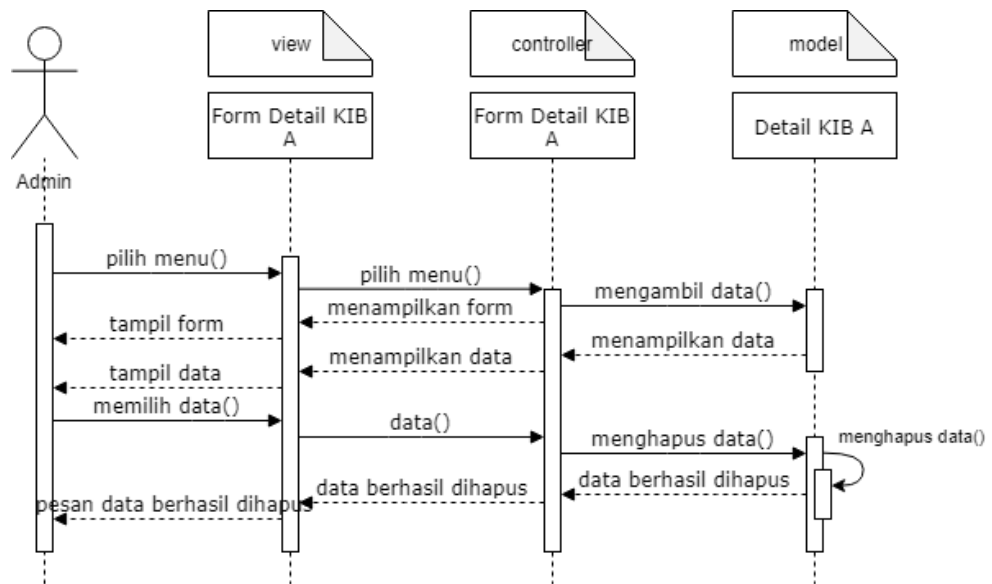 view
controller
model
Form Detail KIB
A
Form Detail KIB
A
Detail KIB A
Admin
pilih menu()
pilih menu()
mengambil data()
menampilkan form
tampil form
menampilkan data
menampilkan data
tampil data
memilih data()
data()
menghapus data()
menghapus data()
data berhasil dihapus
data berhasil dihapus
pesan data berhasil dihapus